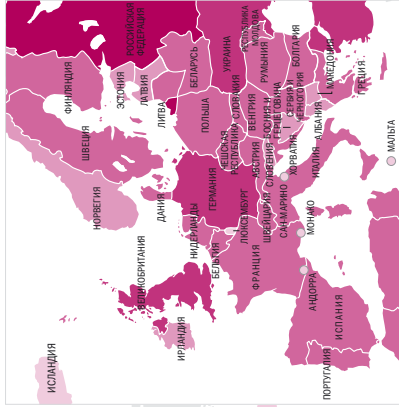 ИСЛАНДИЯ
НОРВЕГИЯ
ШВЕЦИЯ
ФИНЛЯНДИЯ
РОССИЙСКАЯ
ФЕДЕРАЦИЯ
ЭСТОНИЯ
ЛАТВИЯ
ЛИТВА
ДАНИЯ
ВЕЛИКОБРИТАНИЯ
ИРЛАНДИЯ
НИДЕРЛАНДЫ
БЕЛЬГИЯ
ЛЮКСЕМБУРГ
ГЕРМАНИЯ
ПОЛЬША
БЕЛАРУСЬ
УКРАИНА
РЕСПУБЛИКА
МОЛДОВА
ЧЕШСКАЯ
РЕСПУБЛИКА
СЛОВАКИЯ
АВСТРИЯ
ВЕНГРИЯ
РУМЫНИЯ
БОЛГАРИЯ
ШВЕЙЦАРИЯ
СЛОВЕНИЯ
ХОРВАТИЯ
БОСНИЯ И
ГЕРЦЕГОВИНА
СЕРБИЯ И
ЧЕРНОГОРИЯ
МАКЕДОНИЯ
АЛБАНИЯ
ГРЕЦИЯ
ФРАНЦИЯ
САН-МАРИНО
МОНАКО
ИТАЛИЯ
МАЛЬТА
АНДОРРА
ИСПАНИЯ
ПОРТУГАЛИЯ